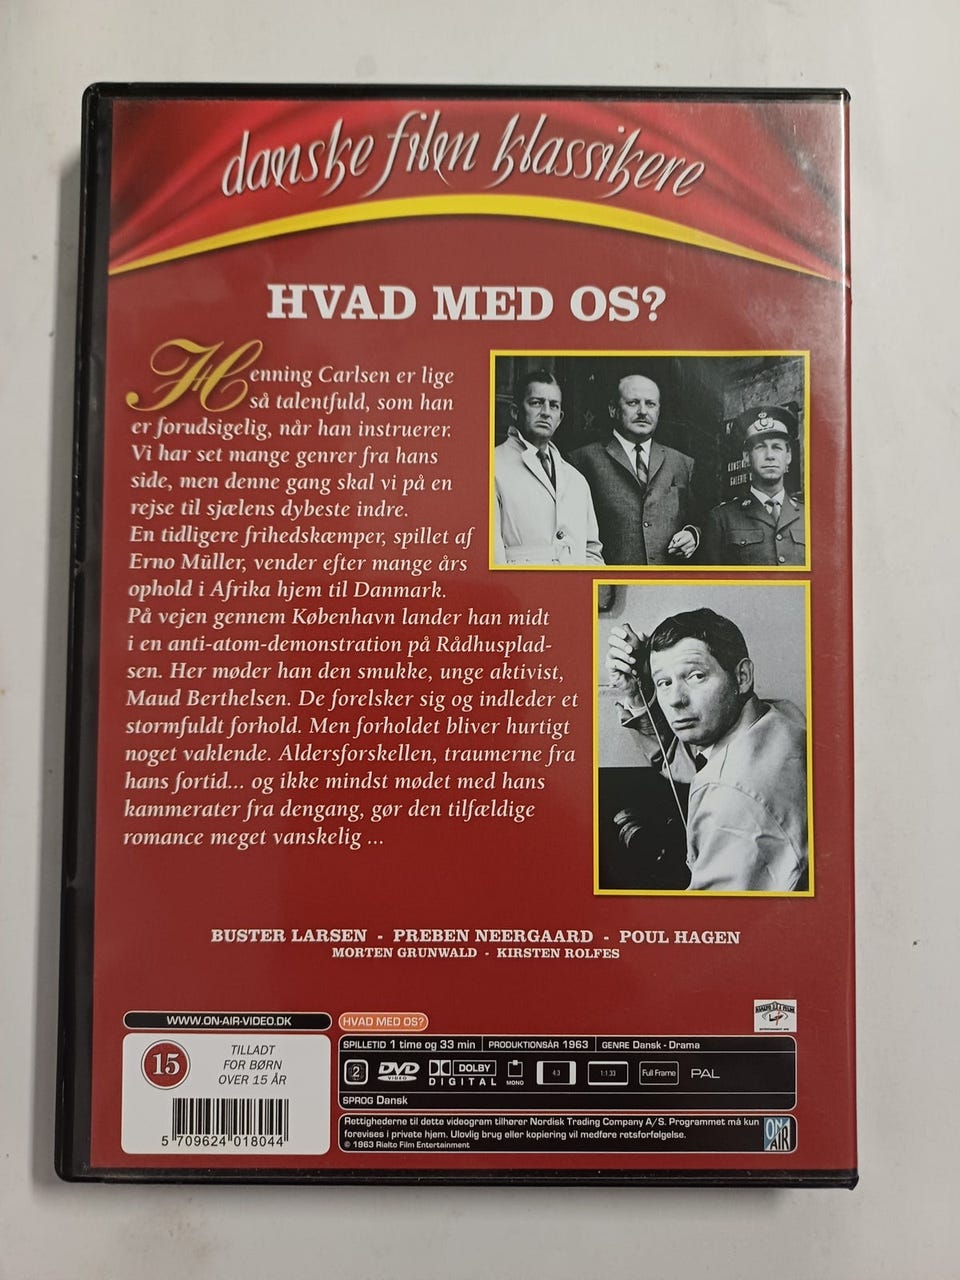 danske film klassikere
HVAD MED OS?
Henning Carlsen er lige
så talentfuld, som han
er forudsigelig, når han instruerer.
Vi har set mange genrer fra hans
side, men denne gang skal vi på en
rejse til sjælens dybeste indre.
En tidligere frihedskæmper, spillet af
Erno Müller, vender efter mange års
ophold i Afrika hjem til Danmark.
På vejen gennem København lander han midt
i en anti-atom-demonstration på Rådhusplad-
sen. Her møder han den smukke, unge aktivist,
Maud Berthelsen. De forelsker sig og indleder et
stormfuldt forhold. Men forholdet bliver hurtigt
noget vaklende. Aldersforskellen, traumerne fra
hans fortid... og ikke mindst mødet med hans
kammerater fra dengang, gør den tilfældige
romance meget vanskelig ...
BUSTER LARSEN - PREBEN NEERGAARD - POUL HAGEN
MORTEN GRUNWALD - KIRSTEN ROLFES
WWW.ON-AIR-VIDEO.DK
HVAD MED OS?
15
TILLADT
FOR BØRN
OVER 15 ÅR
5 709624 018044
SPILLETID 1 time og 33 min PRODUKTIONSÅR 1963 GENRE Dansk - Drama
2 DVD VIDEO DOLBY DIGITAL MONO 4:3 1:1.33 Full Frame PAL
SPROG Dansk
Rettighederne til dette videogram tilhører Nordisk Trading Company A/S. Programmet må kun
forevises i private hjem. Ulovlig brug eller kopiering vil medføre retsforfølgelse.
© 1963 Rialto Film Entertainment
ON AIR